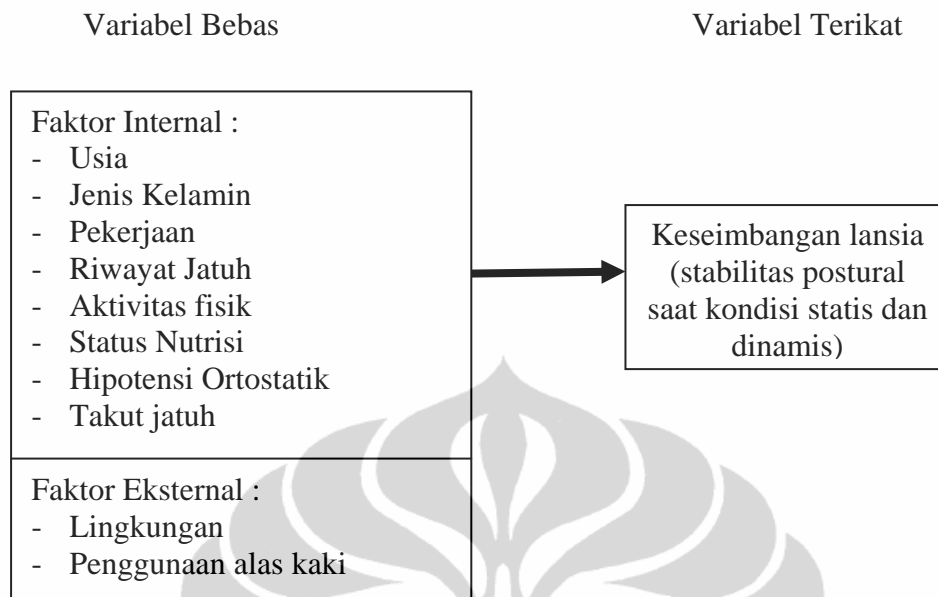 Variabel Bebas
Variabel Terikat
Faktor Internal :
- Usia
- Jenis Kelamin
- Pekerjaan
- Riwayat Jatuh
- Aktivitas fisik
- Status Nutrisi
- Hipotensi Ortostatik
- Takut jatuh
Faktor Eksternal :
- Lingkungan
- Penggunaan alas kaki
Keseimbangan lansia
(stabilitas postural
saat kondisi statis dan
dinamis)